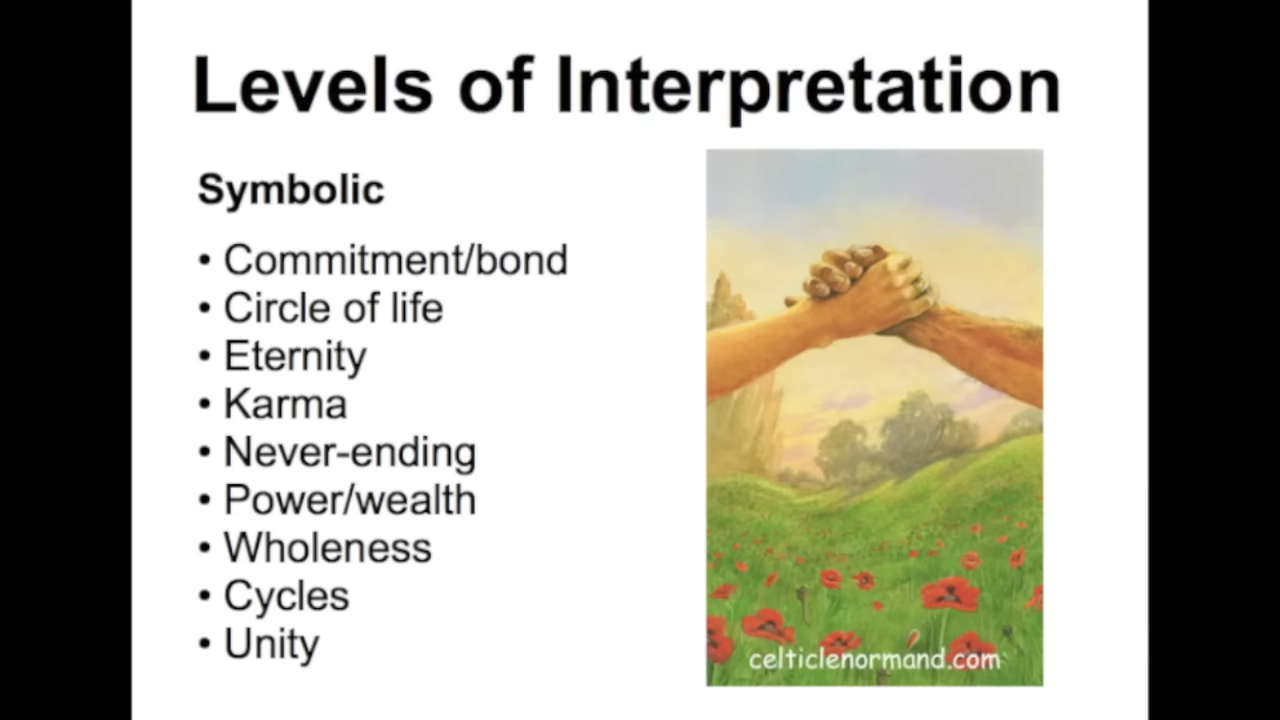 Levels of Interpretation
Symbolic
• Commitment/bond
• Circle of life
• Eternity
• Karma
• Never-ending
• Power/wealth
• Wholeness
• Cycles
• Unity
celticlenormand.com